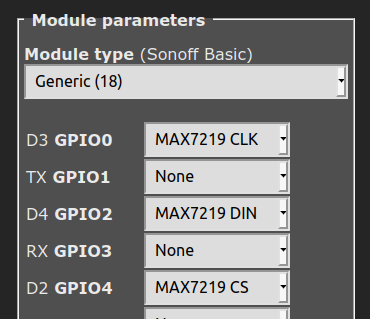 Module parameters
Module type (Sonoff Basic)
Generic (18)
D3 GPIO0 MAX7219 CLK
TX GPIO1 None
D4 GPIO2 MAX7219 DIN
RX GPIO3 None
D2 GPIO4 MAX7219 CS